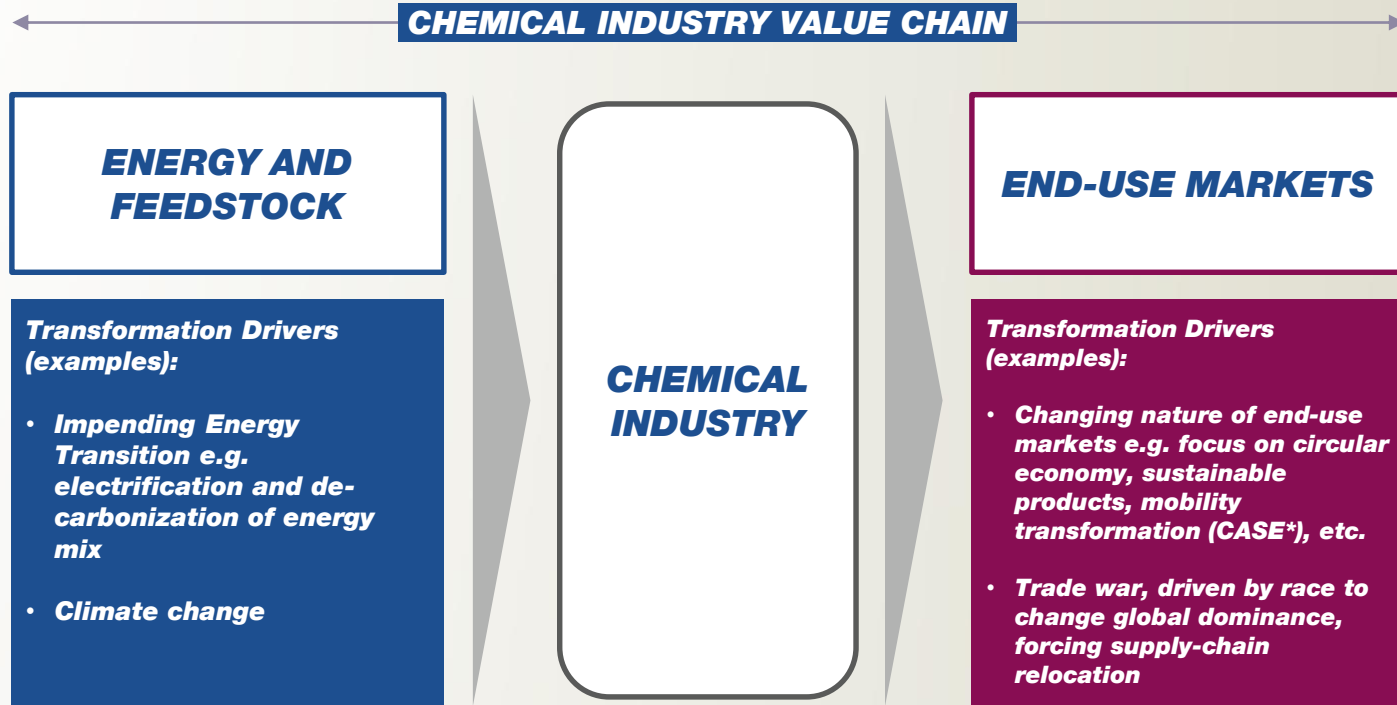 CHEMICAL INDUSTRY VALUE CHAIN
ENERGY AND
FEEDSTOCK
Transformation Drivers
(examples):
• Impending Energy
Transition e.g.
electrification and de-
carbonization of energy
mix
• Climate change
CHEMICAL
INDUSTRY
END-USE MARKETS
Transformation Drivers
(examples):
• Changing nature of end-use
markets e.g. focus on circular
economy, sustainable
products, mobility
transformation (CASE*), etc.
• Trade war, driven by race to
change global dominance,
forcing supply-chain
relocation